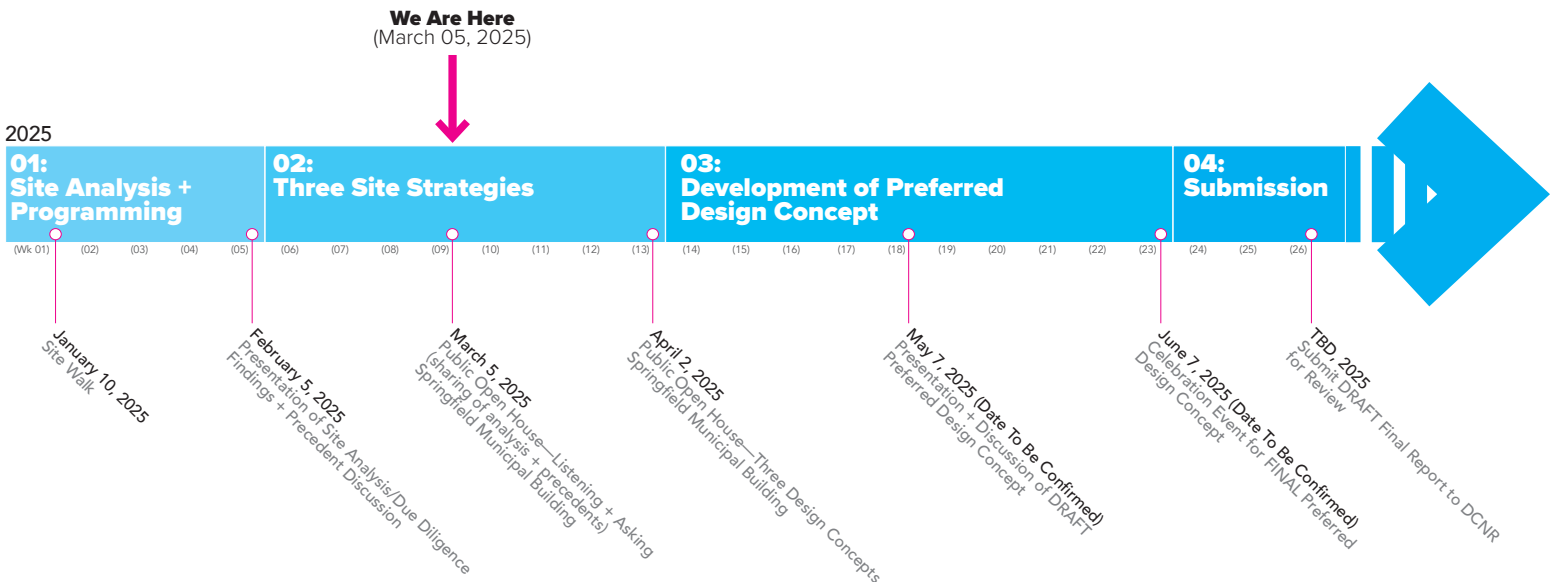 We Are Here
(March 05, 2025)
2025
01:
Site Analysis +
Programming
02:
Three Site Strategies
03:
Development of Preferred
Design Concept
04:
Submission
(Wk 01)
(02)
(03)
(04)
(05)
(06)
(07)
(08)
(09)
(10)
(11)
(12)
(13)
(14)
(15)
(16)
(17)
(18)
(19)
(20)
(21)
(22)
(23)
(24)
(25)
(26)
January 10, 2025
Site Walk
February 5, 2025
Presentation of Site Analysis/Due Diligence
Findings + Precedent Discussion
March 5, 2025
Public Open House—Listening + Asking
(sharing of analysis + precedents)
Springfield Municipal Building
April 2, 2025
Public Open House—Three Design Concepts
Springfield Municipal Building
May 7, 2025 (Date To Be Confirmed)
Presentation + Discussion of DRAFT
Preferred Design Concept
June 7, 2025 (Date To Be Confirmed)
Celebration Event for FINAL Preferred
Design Concept
TBD, 2025
Submit DRAFT Final Report to DCNR
for Review